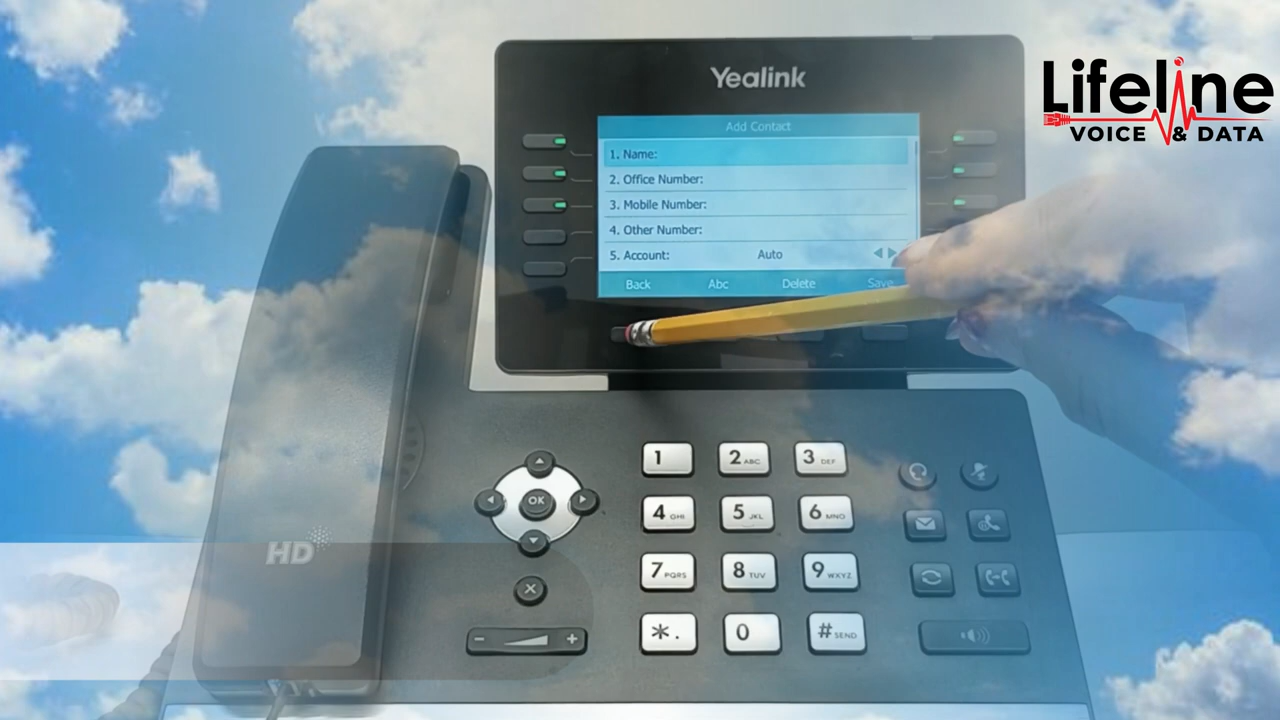 Yealink
Lifeline
VOICE & DATA
Add Contact
1. Name:
2. Office Number:
3. Mobile Number:
4. Other Number:
5. Account: Auto
Back Abc Delete Save
HD
OK
1 2 ABC 3 DEF
4 GHI 5 JKL 6 MNO
7 PQRS 8 TUV 9 WXYZ
*. 0 # SEND
- +